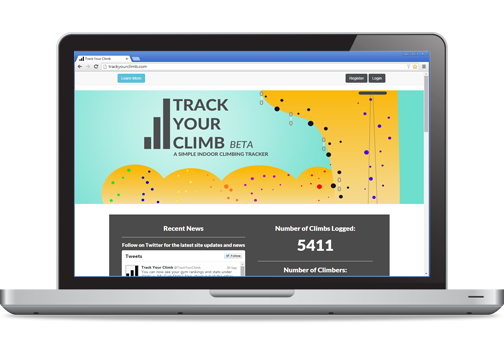 Track Your Climb
trackyourclimb.com
Learn More
Register
Login
TRACK
YOUR
CLIMB BETA
A SIMPLE INDOOR CLIMBING TRACKER
Recent News
Follow on Twitter for the latest site updates and news
Tweets
Follow
Track Your Climb @TrackYourClimb
You can now see your gym rankings and stats under
Number of Climbs Logged:
5411
Number of Climbers: